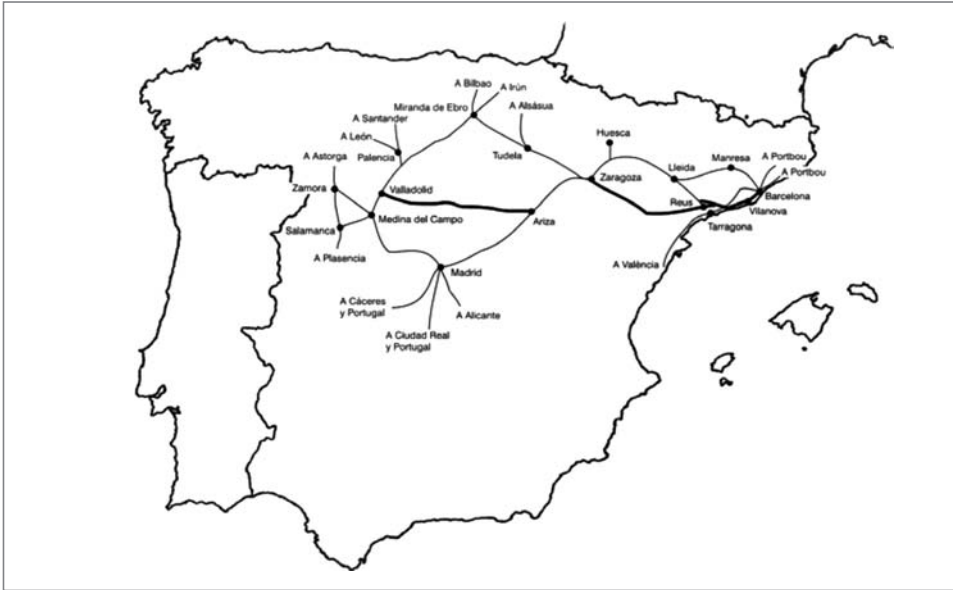 A Bilbao
A Irún
Miranda de Ebro
A Alsásua
A Santander
A León
Palencia
Huesca
Tudela
A Astorga
Lleida
Manresa
A Portbou
A Portbou
Zaragoza
Zamora
Valladolid
Barcelona
Reus
Vilanova
Medina del Campo
Ariza
Tarragona
Salamanca
A Plasencia
A València
Madrid
A Cáceres
y Portugal
A Alicante
A Ciudad Real
y Portugal